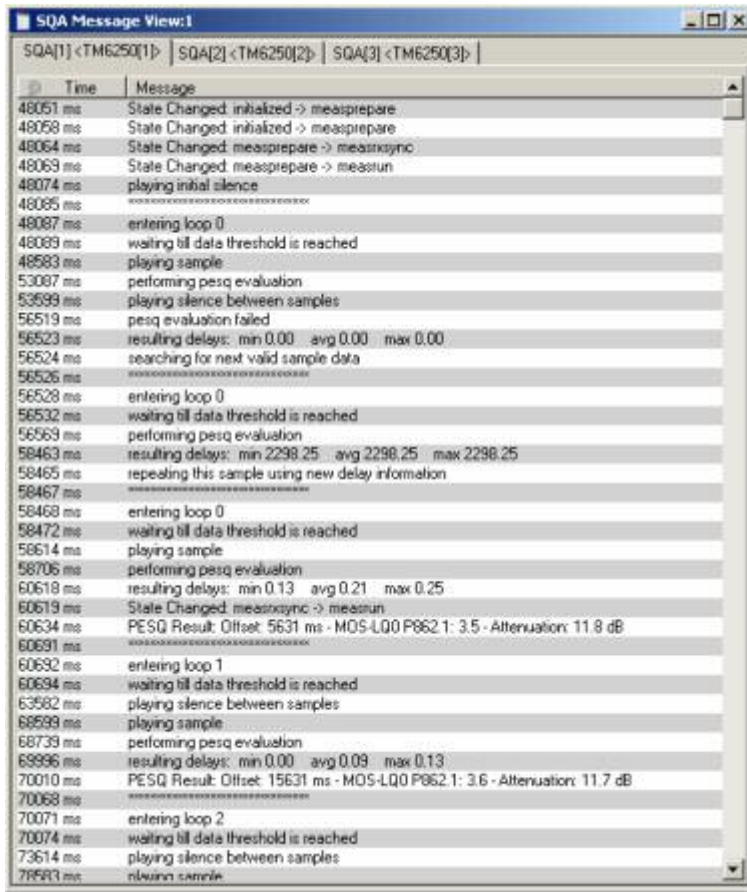 SQA Message View:1
SQA[1] <TM6250[1]> SQA[2] <TM6250[2]> SQA[3] <TM6250[3]>
Time Message
48051 ms State Changed: initialized -> measprepare
48058 ms State Changed: initialized -> measprepare
48064 ms State Changed: measprepare -> measrxsync
48069 ms State Changed: measprepare -> measrun
48074 ms playing initial silence
48085 ms
48087 ms entering loop 0
48089 ms waiting till data threshold is reached
48583 ms playing sample
53087 ms performing pesq evaluation
53599 ms playing silence between samples
56519 ms pesq evaluation failed
56523 ms resulting delays: min 0.00 avg 0.00 max 0.00
56524 ms searching for next valid sample data
56526 ms
56528 ms entering loop 0
56532 ms waiting till data threshold is reached
56569 ms performing pesq evaluation
58463 ms resulting delays: min 2298.25 avg 2298.25 max 2298.25
58465 ms repeating this sample using new delay information
58467 ms
58468 ms entering loop 0
58472 ms waiting till data threshold is reached
58614 ms playing sample
58706 ms performing pesq evaluation
60618 ms resulting delays: min 0.13 avg 0.21 max 0.25
60619 ms State Changed: measrxsync -> measrun
60634 ms PESQ Result: Offset: 5631 ms - MOS-LQO P862.1: 3.5 - Attenuation: 11.8 dB
60691 ms
60692 ms entering loop 1
60694 ms waiting till data threshold is reached
63582 ms playing silence between samples
68599 ms playing sample
68739 ms performing pesq evaluation
69996 ms resulting delays: min 0.00 avg 0.09 max 0.13
70010 ms PESQ Result: Offset: 15631 ms - MOS-LQO P862.1: 3.6 - Attenuation: 11.7 dB
70068 ms
70071 ms entering loop 2
70074 ms waiting till data threshold is reached
73614 ms playing silence between samples
78583 ms playing sample